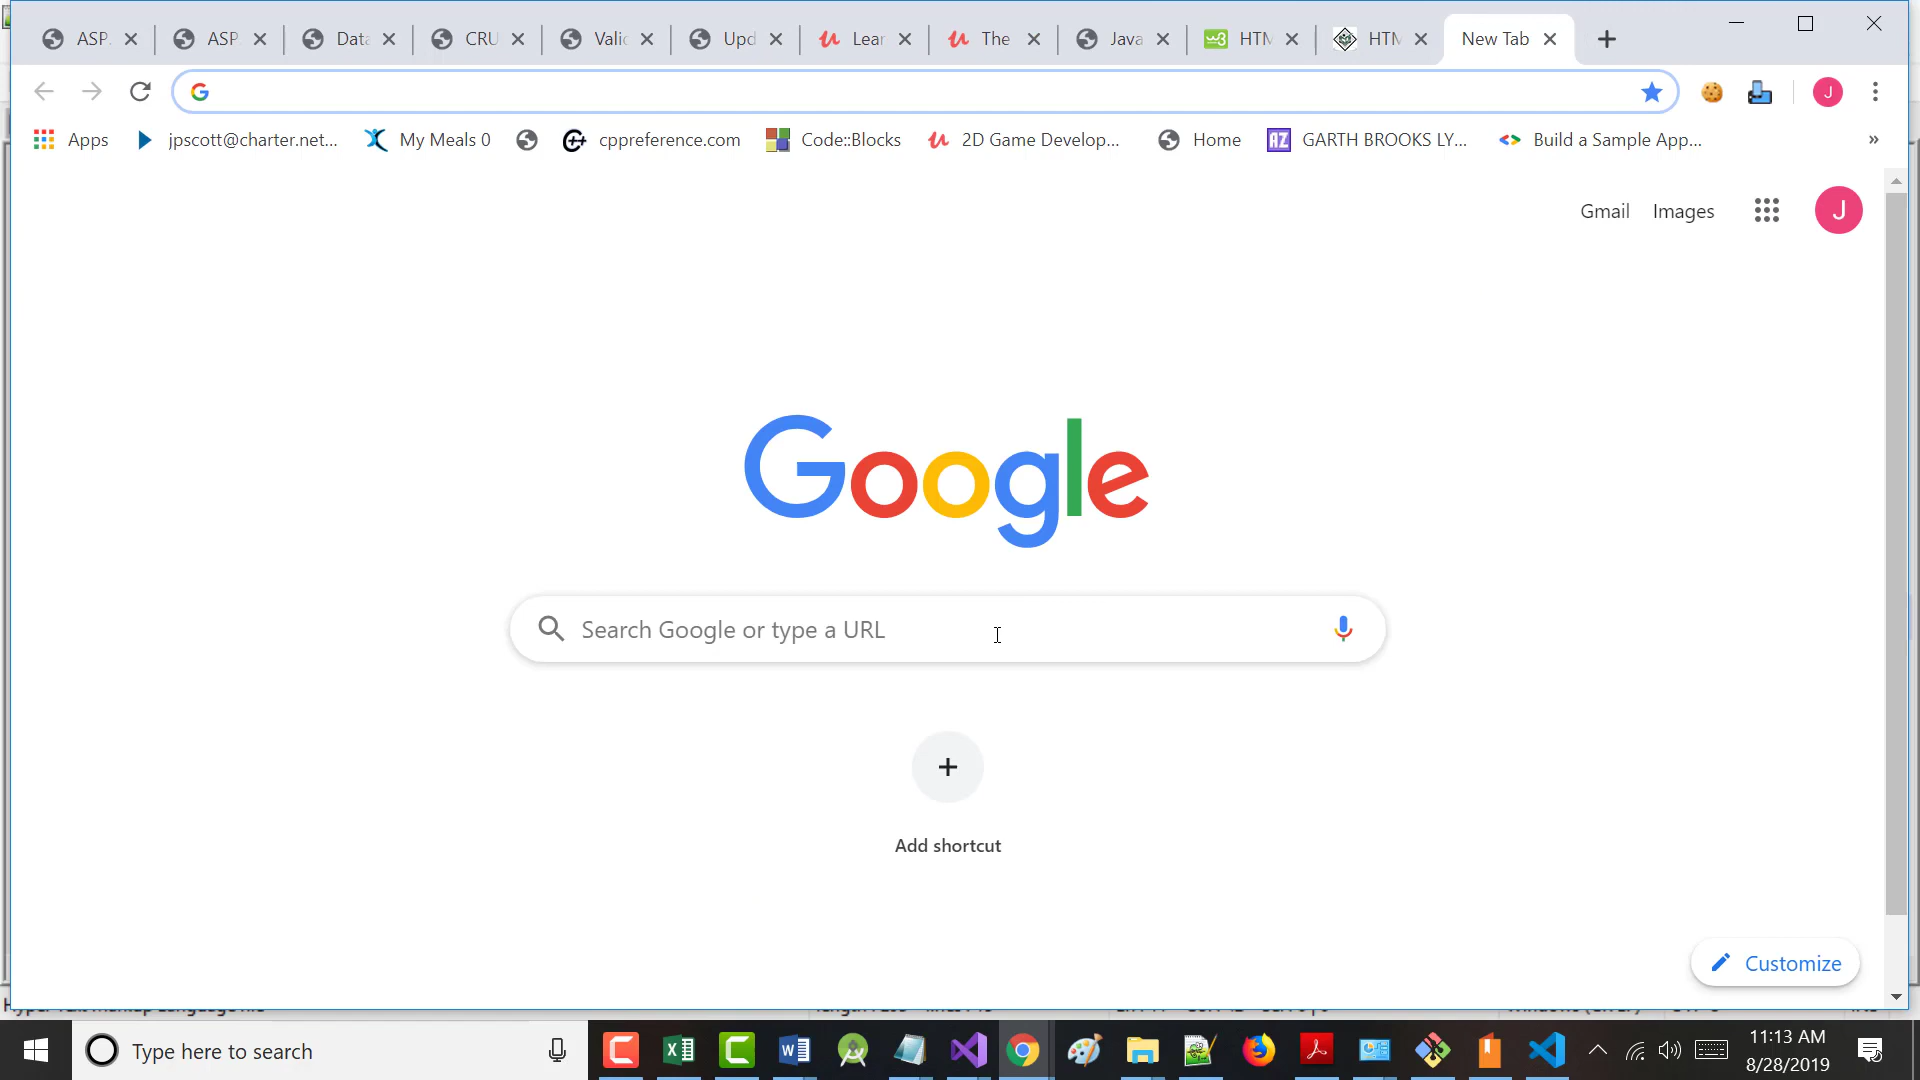 ASP. ASP Data CRU Valid Upd Lear The Java HTM HTM New Tab
Apps jpscott@charter.net... My Meals 0 cppreference.com Code::Blocks 2D Game Develop... Home AZ GARTH BROOKS LY... Build a Sample App... »
J
Gmail Images J
Google
Search Google or type a URL
Add shortcut
Customize
Type here to search
11:13 AM
8/28/2019